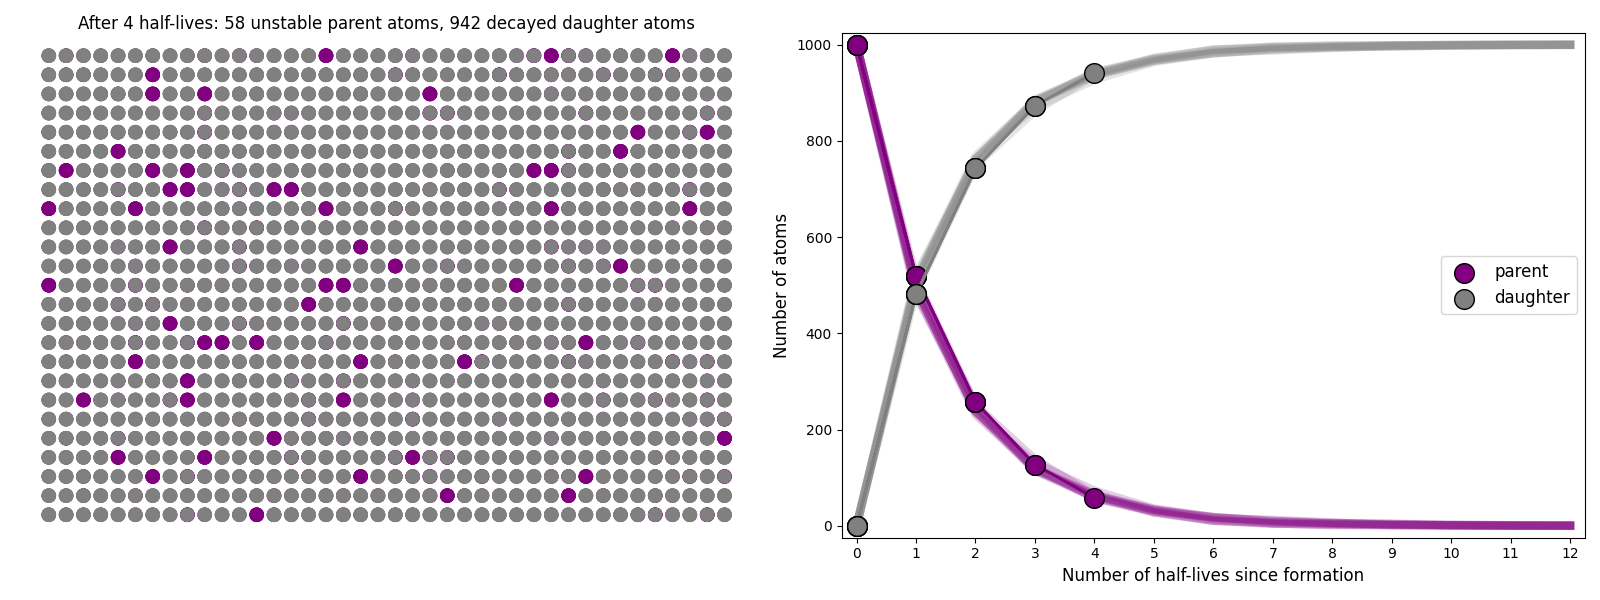 After 4 half-lives: 58 unstable parent atoms, 942 decayed daughter atoms
Number of atoms
1000
800
600
400
200
0
parent
daughter
0 1 2 3 4 5 6 7 8 9 10 11 12
Number of half-lives since formation